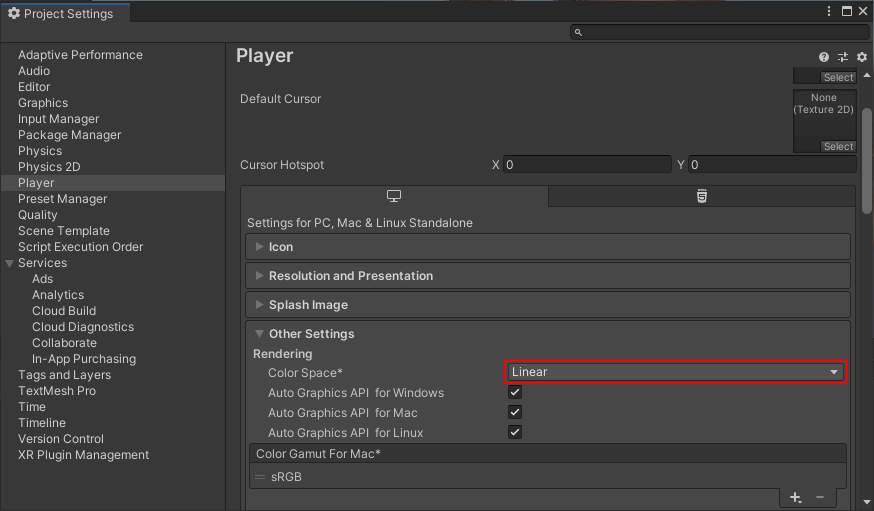 Project Settings
Adaptive Performance
Audio
Editor
Graphics
Input Manager
Package Manager
Physics
Physics 2D
Player
Preset Manager
Quality
Scene Template
Script Execution Order
Services
Ads
Analytics
Cloud Build
Cloud Diagnostics
Collaborate
In-App Purchasing
Tags and Layers
TextMesh Pro
Time
Timeline
Version Control
XR Plugin Management
Player
Select
Default Cursor
None
(Texture 2D)
Select
Cursor Hotspot X 0 Y 0
Settings for PC, Mac & Linux Standalone
Icon
Resolution and Presentation
Splash Image
Other Settings
Rendering
Color Space* Linear
Auto Graphics API for Windows
Auto Graphics API for Mac
Auto Graphics API for Linux
Color Gamut For Mac*
sRGB